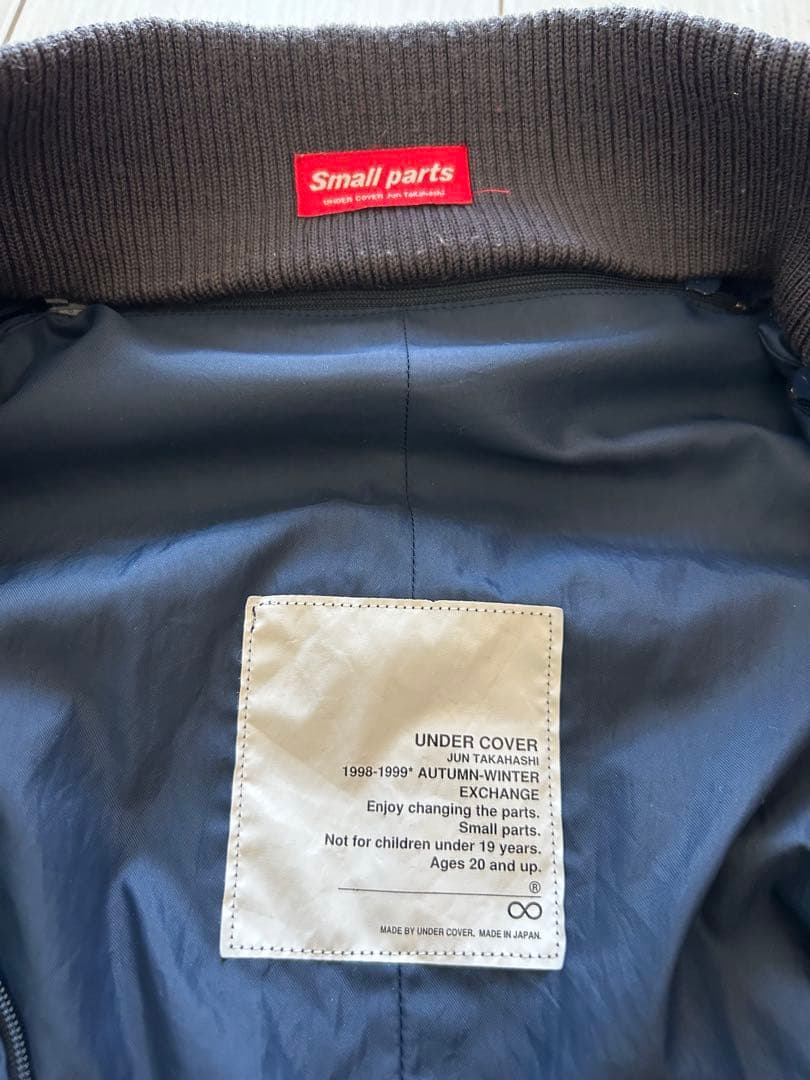 Small parts
UNDER COVER Jun Takahashi
UNDER COVER
JUN TAKAHASHI
1998-1999* AUTUMN-WINTER
EXCHANGE
Enjoy changing the parts.
Small parts.
Not for children under 19 years.
Ages 20 and up.
®
∞
MADE BY UNDER COVER. MADE IN JAPAN.